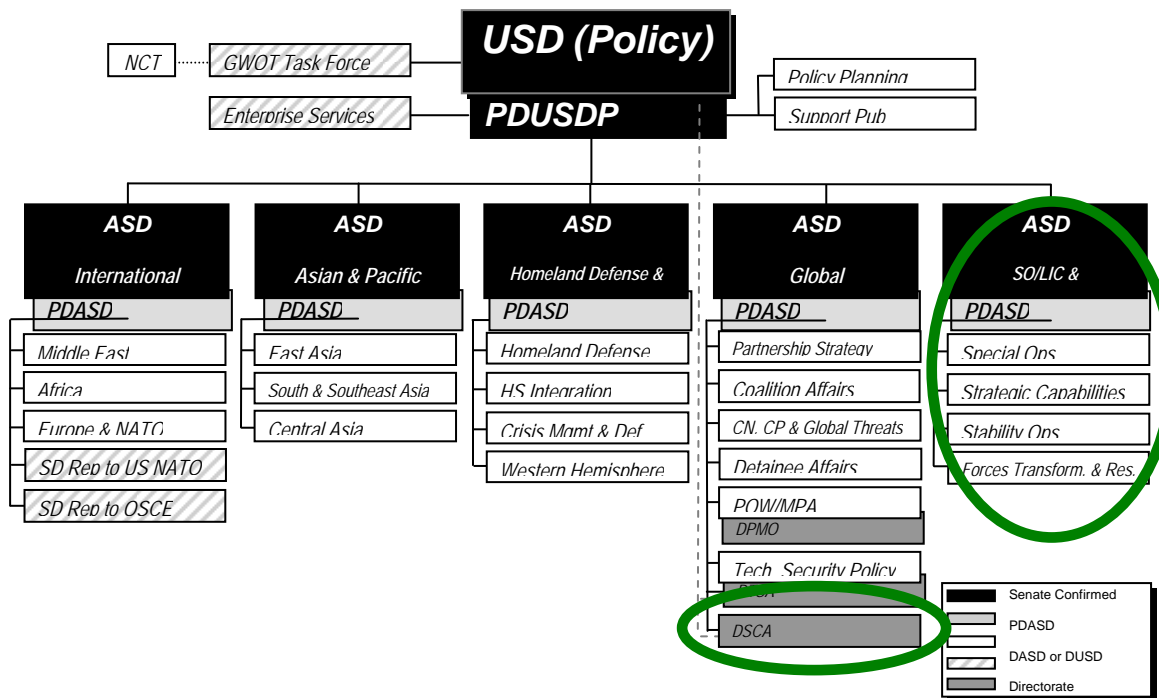 USD (Policy)
NCT
GWOT Task Force
Policy Planning
Enterprise Services
PDUSDP
Support Pub
ASD
International
PDASD
Middle East
Africa
Europe & NATO
SD Rep to US NATO
SD Rep to OSCE
ASD
Asian & Pacific
PDASD
East Asia
South & Southeast Asia
Central Asia
ASD
Homeland Defense &
PDASD
Homeland Defense
HS Integration
Crisis Mgmt & Def
Western Hemisphere
ASD
Global
PDASD
Partnership Strategy
Coalition Affairs
CN, CP & Global Threats
Detainee Affairs
POW/MPA
DPMO
Tech. Security Policy
DSCA
ASD
SO/LIC &
PDASD
Special Ops
Strategic Capabilities
Stability Ops
Forces Transform. & Res.
Senate Confirmed
PDASD
DASD or DUSD
Directorate